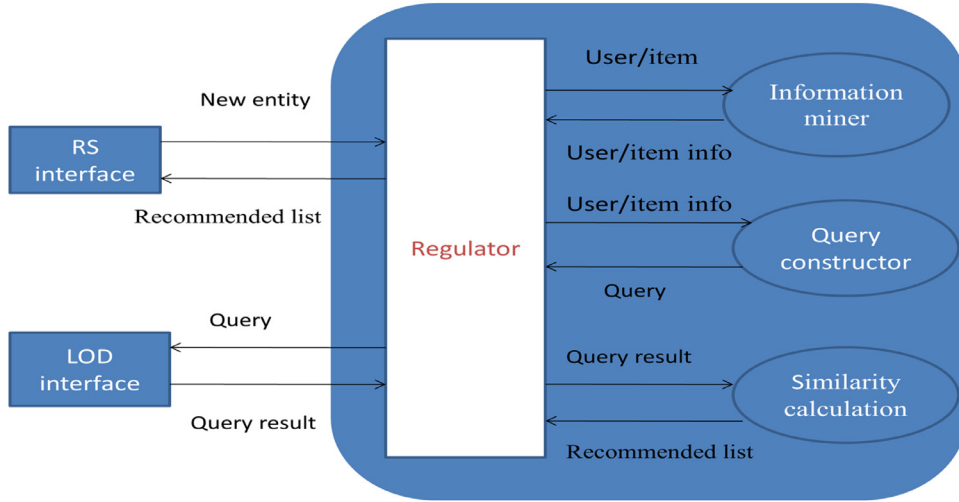 New entity
RS
interface
Recommended list
Query
LOD
interface
Query result
Regulator
User/item
Information
miner
User/item info
User/item info
Query
constructor
Query
Query result
Similarity
calculation
Recommended list